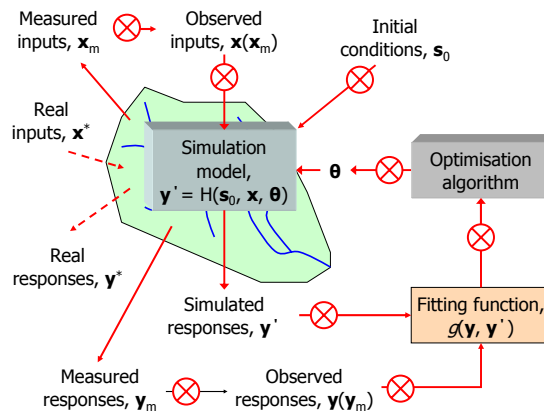 Measured
inputs, xₘ
Observed
inputs, x(xₘ)
Initial
conditions, s₀
Real
inputs, x*
Simulation
model,
y' = H(s₀, x, θ)
θ
Optimisation
algorithm
Real
responses, y*
Simulated
responses, y'
Fitting function,
g(y, y')
Measured
responses, yₘ
Observed
responses, y(yₘ)